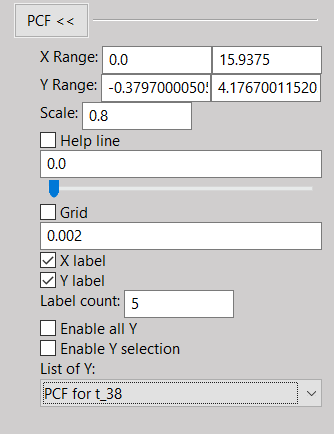 PCF <<
X Range: 0.0 15.9375
Y Range: -0.3797000050 4.17670011520
Scale: 0.8
Help line
0.0
Grid
0.002
X label
Y label
Label count: 5
Enable all Y
Enable Y selection
List of Y:
PCF for t_38